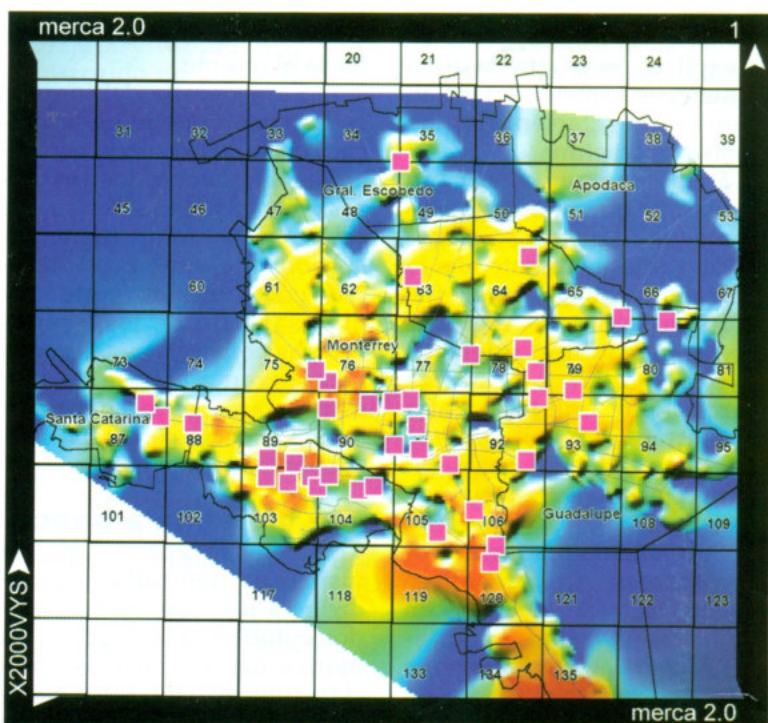 merca 2.0 1
20 21 22 23 24
31 32 33 34 35 36 37 38 39
Gral. Escobedo Apodaca
45 46 47 48 49 50 51 52 53
60 61 62 63 64 65 66 67
Monterrey
73 74 75 76 77 78 79 80 81
Santa Catarina
87 88 89 90 92 93 94 95
Guadalupe
101 102 103 104 105 106 108 109
117 118 119 120 121 122 123
133 134 135
X2000VYS
merca 2.0